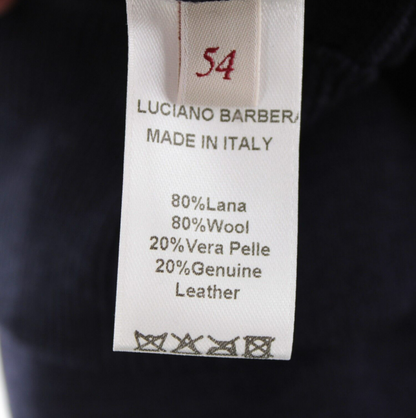 54
LUCIANO BARBERA
MADE IN ITALY
80%Lana
80%Wool
20%Vera Pelle
20%Genuine
Leather